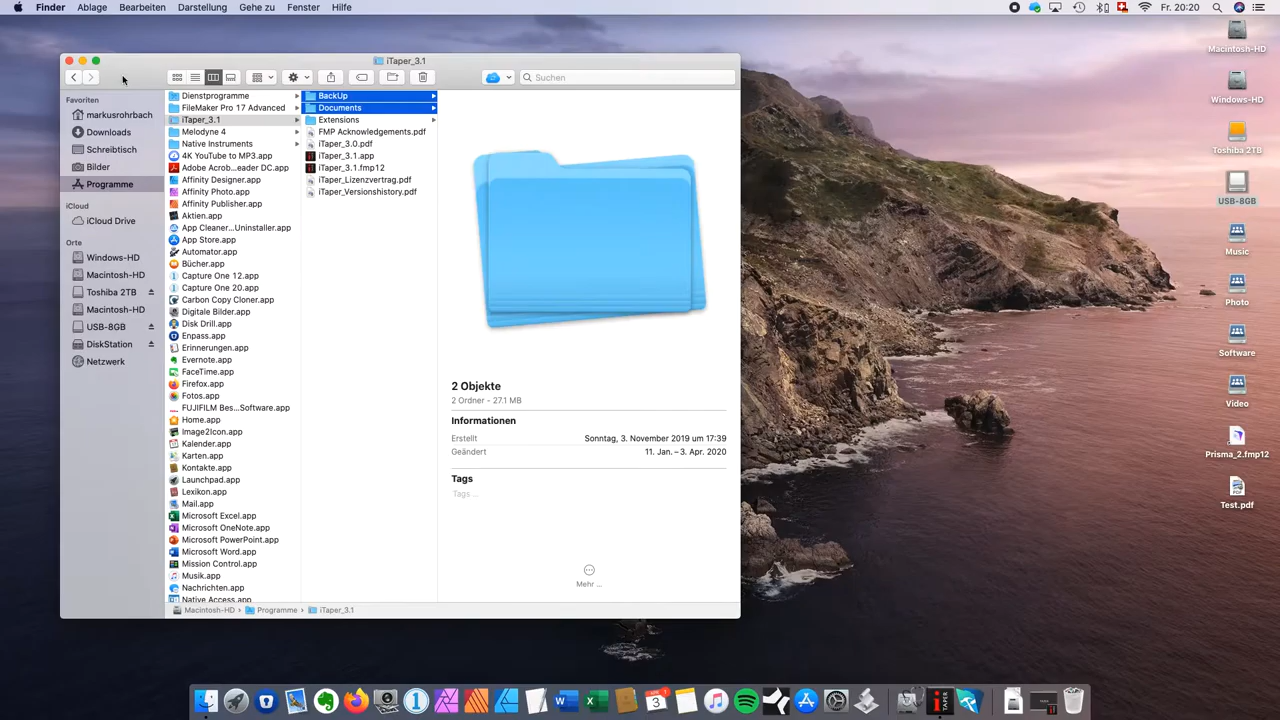 Finder Ablage Bearbeiten Darstellung Gehe zu Fenster Hilfe Fr. 20:20
iTaper_3.1
Suchen
Favoriten
markusrohrbach
Downloads
Schreibtisch
Bilder
Programme
iCloud
iCloud Drive
Orte
Windows-HD
Macintosh-HD
Toshiba 2TB
Macintosh-HD
USB-8GB
DiskStation
Netzwerk
Dienstprogramme
FileMaker Pro 17 Advanced
iTaper_3.1
Melodyne 4
Native Instruments
4K YouTube to MP3.app
Adobe Acrob...eader DC.app
Affinity Designer.app
Affinity Photo.app
Affinity Publisher.app
Aktien.app
App Cleaner...Uninstaller.app
App Store.app
Automator.app
Bücher.app
Capture One 12.app
Capture One 20.app
Carbon Copy Cloner.app
Digitale Bilder.app
Disk Drill.app
Enpass.app
Erinnerungen.app
Evernote.app
FaceTime.app
Firefox.app
Fotos.app
FUJIFILM Bes...Software.app
Home.app
Image2Icon.app
Kalender.app
Karten.app
Kontakte.app
Launchpad.app
Lexikon.app
Mail.app
Microsoft Excel.app
Microsoft OneNote.app
Microsoft PowerPoint.app
Microsoft Word.app
Mission Control.app
Musik.app
Nachrichten.app
Native Access.app
BackUp
Documents
Extensions
FMP Acknowledgements.pdf
iTaper_3.0.pdf
iTaper_3.1.app
iTaper_3.1.fmp12
iTaper_Lizenzvertrag.pdf
iTaper_Versionshistory.pdf
2 Objekte
2 Ordner - 27.1 MB
Informationen
Erstellt Sonntag, 3. November 2019 um 17:39
Geändert 11. Jan. – 3. Apr. 2020
Tags
Tags ...
Mehr ...
Macintosh-HD › Programme › iTaper_3.1
Macintosh-HD
Windows-HD
Toshiba 2TB
USB-8GB
Music
Photo
Software
Video
Prisma_2.fmp12
PDF
Test.pdf
3
1
TAPER